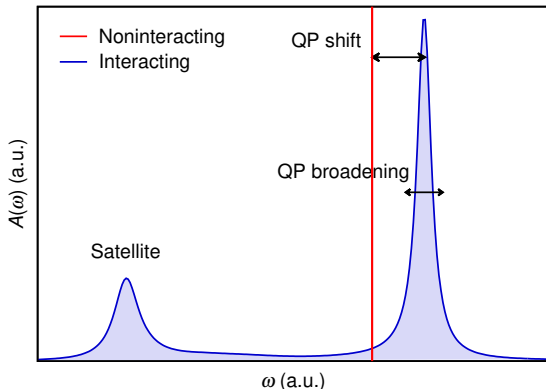 Noninteracting
Interacting
QP shift
QP broadening
Satellite
A(ω) (a.u.)
ω (a.u.)